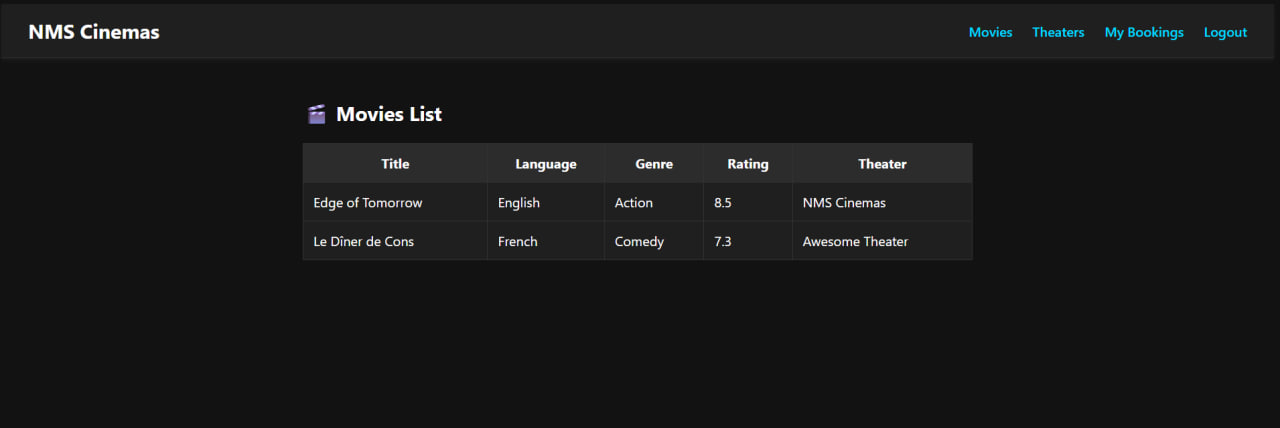 NMS Cinemas Movies Theaters My Bookings Logout
Movies List
Title Language Genre Rating Theater
Edge of Tomorrow English Action 8.5 NMS Cinemas
Le Dîner de Cons French Comedy 7.3 Awesome Theater